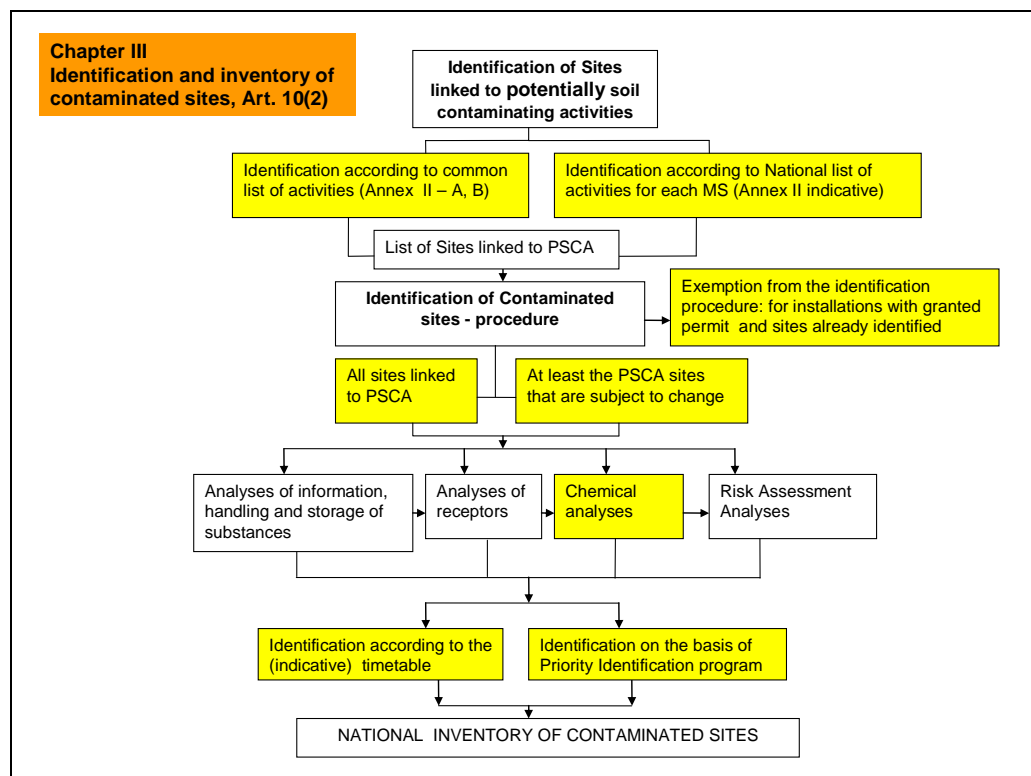 Chapter III
Identification and inventory of
contaminated sites, Art. 10(2)
Identification of Sites
linked to potentially soil
contaminating activities
Identification according to common
list of activities (Annex II – A, B)
Identification according to National list of
activities for each MS (Annex II indicative)
List of Sites linked to PSCA
Identification of Contaminated
sites - procedure
Exemption from the identification
procedure: for installations with granted
permit and sites already identified
All sites linked
to PSCA
At least the PSCA sites
that are subject to change
Analyses of information,
handling and storage of
substances
Analyses of
receptors
Chemical
analyses
Risk Assessment
Analyses
Identification according to the
(indicative) timetable
Identification on the basis of
Priority Identification program
NATIONAL INVENTORY OF CONTAMINATED SITES